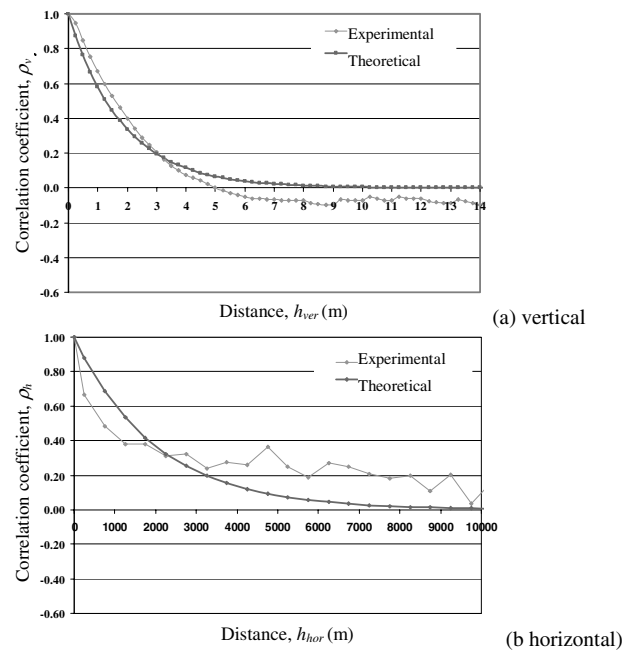 1.0
0.8
0.6
0.4
0.2
0.0
-0.2
-0.4
-0.6
Correlation coefficient, ρv
Experimental
Theoretical
0 1 2 3 4 5 6 7 8 9 10 11 12 13 14
Distance, hver (m)
(a) vertical
1.00
0.80
0.60
0.40
0.20
0.00
-0.20
-0.40
-0.60
Correlation coefficient, ρh
Experimental
Theoretical
0 1000 2000 3000 4000 5000 6000 7000 8000 9000 10000
Distance, hhor (m)
(b horizontal)